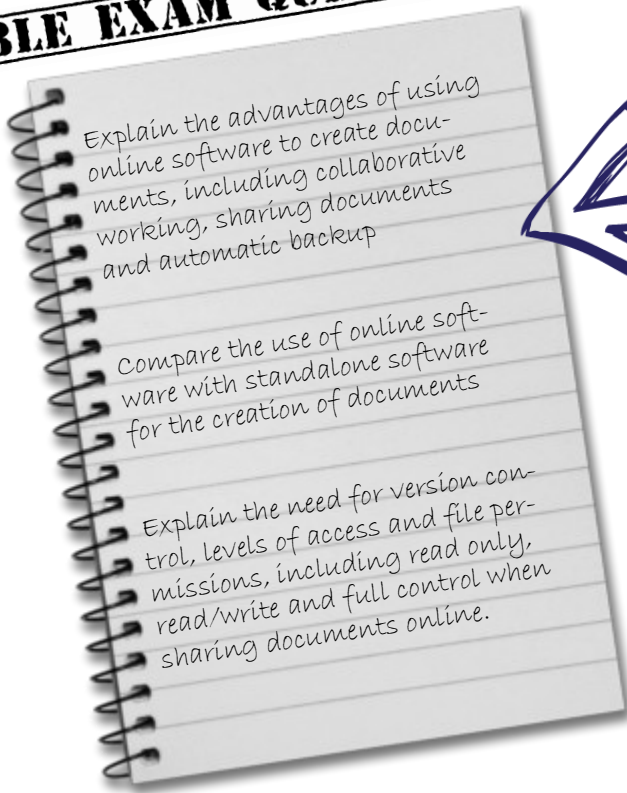 EXAM
Explain the advantages of using
online software to create docu-
ments, including collaborative
working, sharing documents
and automatic backup
Compare the use of online soft-
ware with standalone software
for the creation of documents
Explain the need for version con-
trol, levels of access and file per-
missions, including read only,
read/write and full control when
sharing documents online.